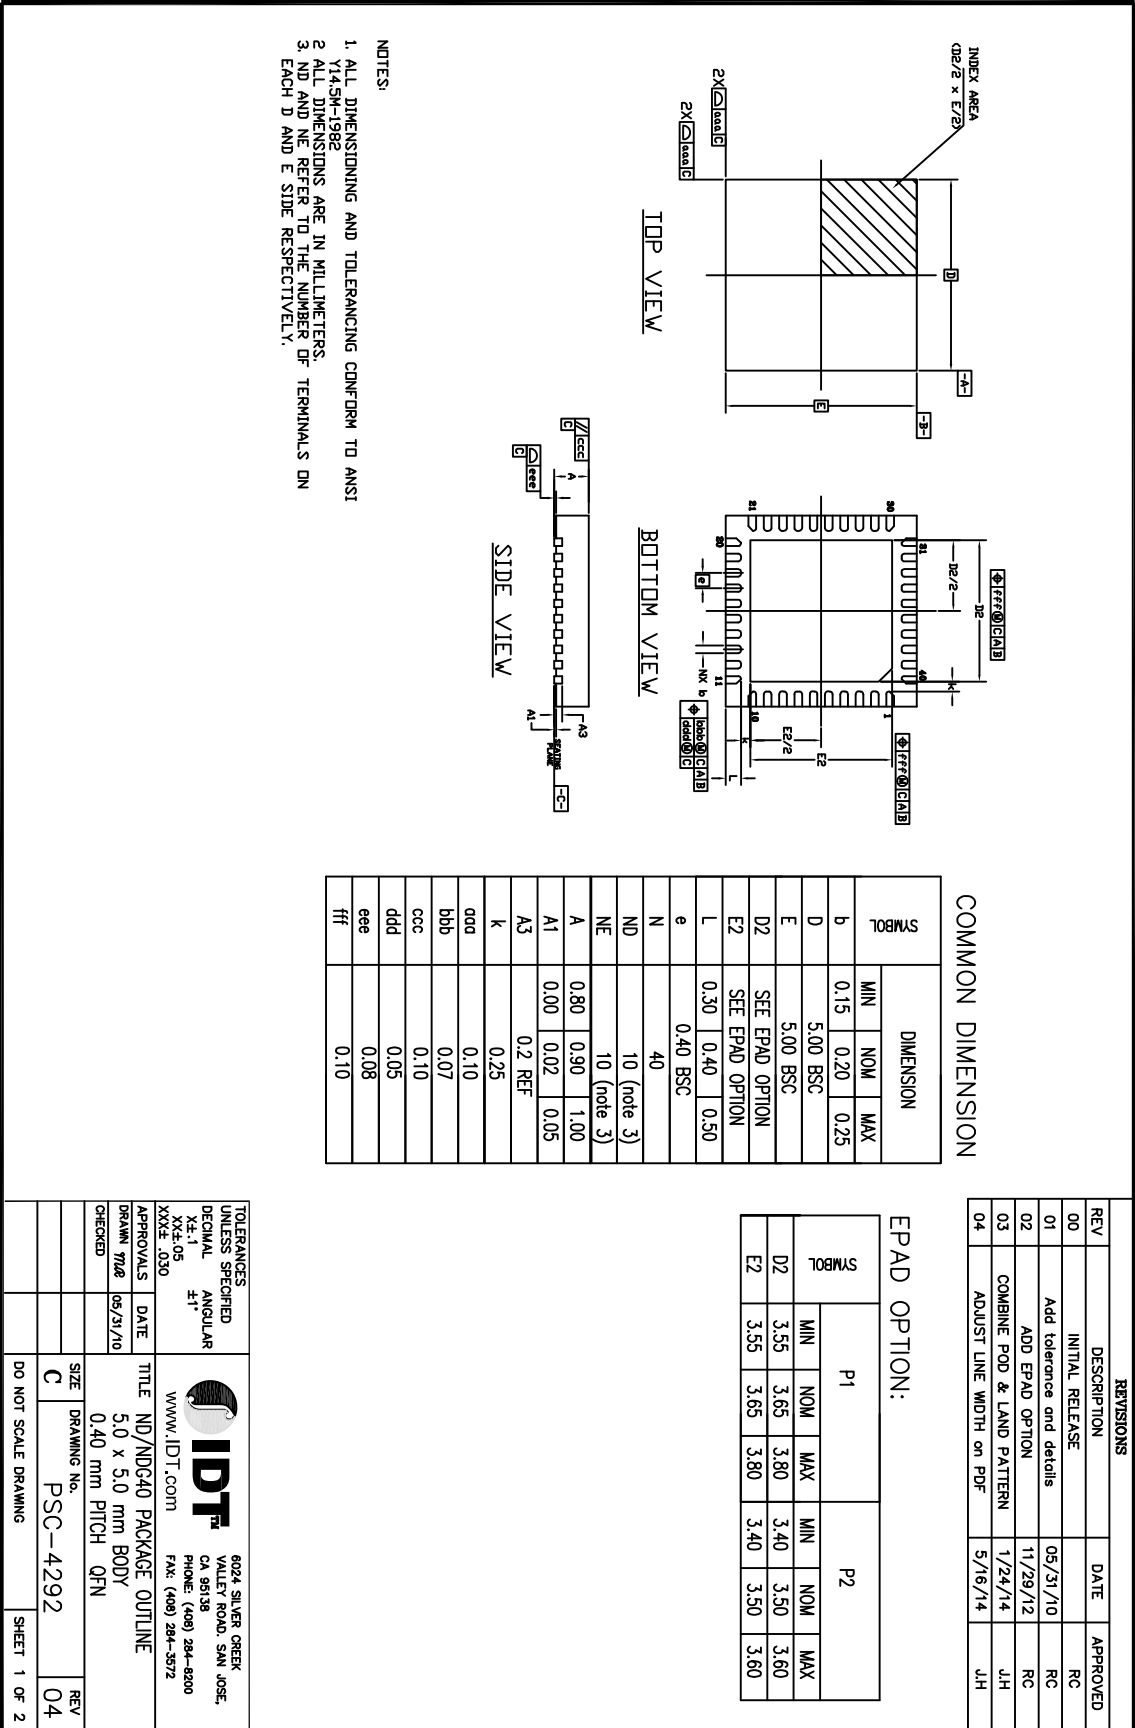 REVISIONS
REV DESCRIPTION DATE APPROVED
00 INITIAL RELEASE RC
01 Add tolerance and details 05/31/10 RC
02 ADD EPAD OPTION 11/29/12 RC
03 COMBINE POD & LAND PATTERN 1/24/14 J.H
04 ADJUST LINE WIDTH on PDF 5/16/14 J.H
INDEX AREA
(D2/2 x E/2)
D
-A-
-B-
E
2X aaa C
2X aaa C
TOP VIEW
fff M C A B
D2
D2/2
k
30
31
40
1
21
20
11
10
e
NX b
bbb M C A B
ddd M C
E2/2
E2
k
L
fff M C A B
BOTTOM VIEW
// ccc C
A
eee C
A3
A1
SEATING
PLANE
-C-
SIDE VIEW
COMMON DIMENSION
SYMBOL DIMENSION
MIN NOM MAX
b 0.15 0.20 0.25
D 5.00 BSC
E 5.00 BSC
D2 SEE EPAD OPTION
E2 SEE EPAD OPTION
L 0.30 0.40 0.50
e 0.40 BSC
N 40
ND 10 (note 3)
NE 10 (note 3)
A 0.80 0.90 1.00
A1 0.00 0.02 0.05
A3 0.2 REF
k 0.25
aaa 0.10
bbb 0.07
ccc 0.10
ddd 0.05
eee 0.08
fff 0.10
EPAD OPTION:
SYMBOL P1 P2
MIN NOM MAX MIN NOM MAX
D2 3.55 3.65 3.80 3.40 3.50 3.60
E2 3.55 3.65 3.80 3.40 3.50 3.60
NOTES:
1. ALL DIMENSIONING AND TOLERANCING CONFORM TO ANSI
Y14.5M-1982
2 ALL DIMENSIONS ARE IN MILLIMETERS.
3. ND AND NE REFER TO THE NUMBER OF TERMINALS ON
EACH D AND E SIDE RESPECTIVELY.
TOLERANCES
UNLESS SPECIFIED
DECIMAL ANGULAR
X±.1 ±1°
XX±.05
XXX± .030
APPROVALS DATE
DRAWN 05/31/10
CHECKED
IDT™
www.IDT.com
6024 SILVER CREEK
VALLEY ROAD. SAN JOSE,
CA 95138
PHONE: (408) 284-8200
FAX: (408) 284-3572
TITLE ND/NDG40 PACKAGE OUTLINE
5.0 x 5.0 mm BODY
0.40 mm PITCH QFN
SIZE DRAWING No. REV
C PSC-4292 04
DO NOT SCALE DRAWING SHEET 1 OF 2